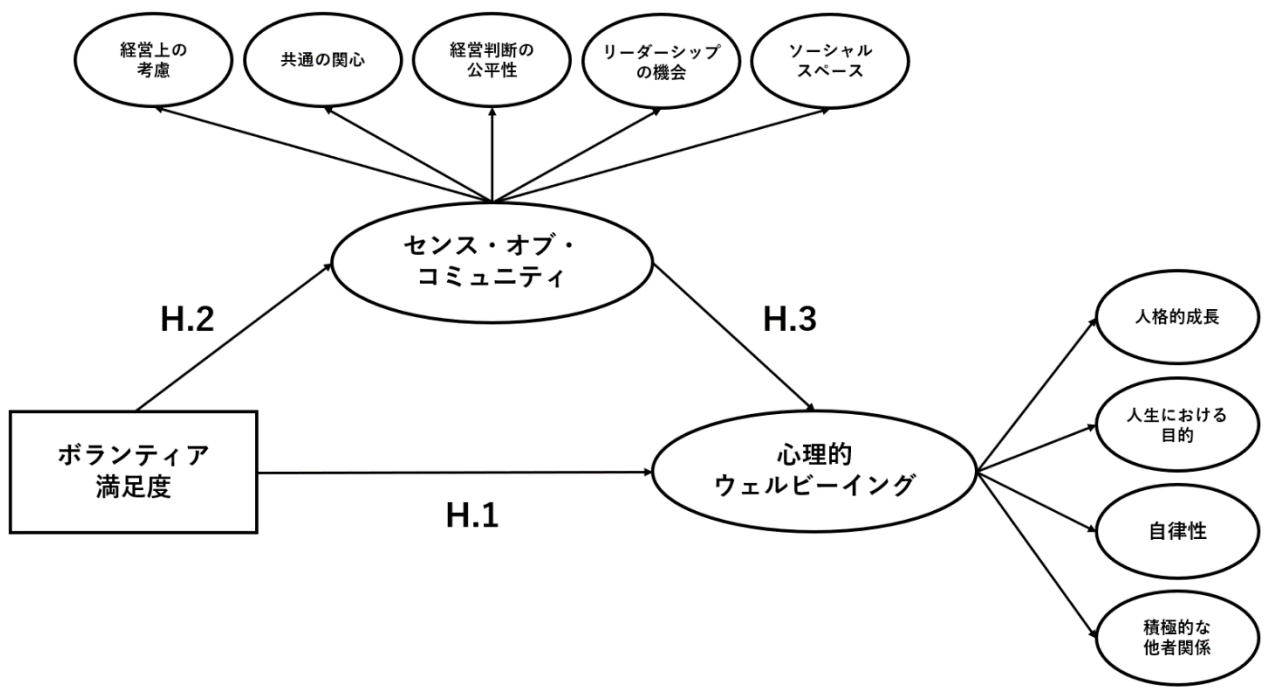 経営上の
考慮
共通の関心
経営判断の
公平性
リーダーシップ
の機会
ソーシャル
スペース
センス・オブ・
コミュニティ
H.2
H.3
ボランティア
満足度
H.1
心理的
ウェルビーイング
人格的成長
人生における
目的
自律性
積極的な
他者関係